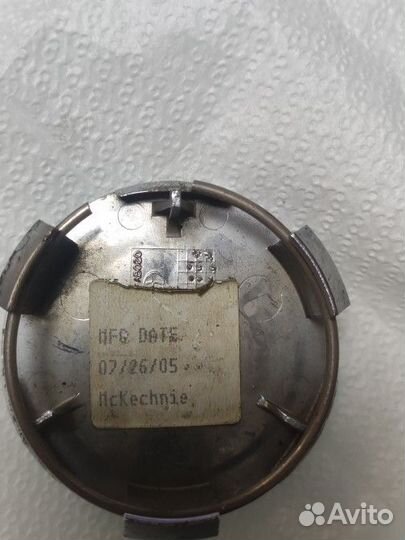 MFG DATE
07/26/05
McKechnie
Avito